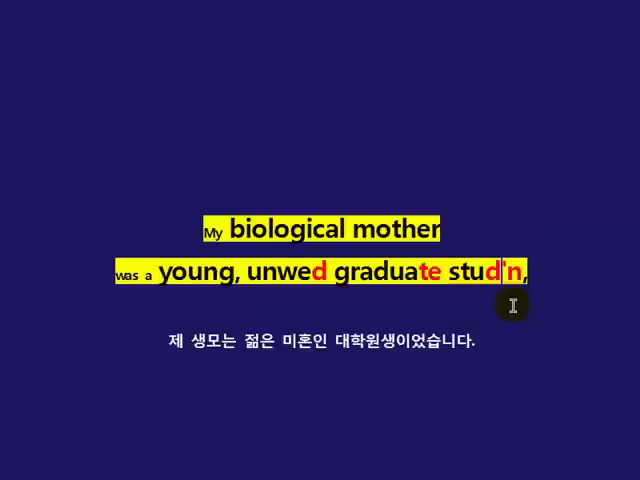 My biological mother
was a young, unwed graduate stud'n,
제 생모는 젊은 미혼인 대학원생이었습니다.